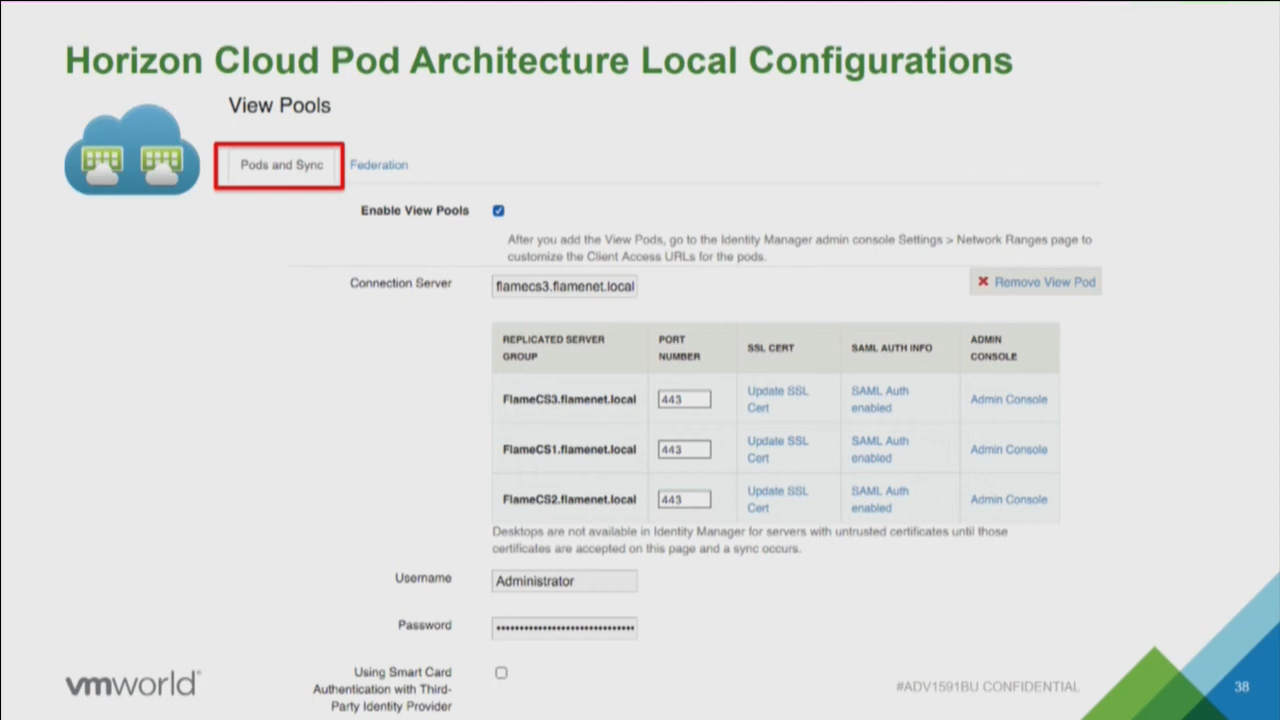 Horizon Cloud Pod Architecture Local Configurations
View Pools
Pods and Sync
Federation
Enable View Pools
After you add the View Pods, go to the Identity Manager admin console Settings > Network Ranges page to
customize the Client Access URLs for the pods.
Connection Server
flamecs3.flamenet.local
Remove View Pod
REPLICATED SERVER
GROUP
PORT
NUMBER
SSL CERT
SAML AUTH INFO
ADMIN
CONSOLE
FlameCS3.flamenet.local
443
Update SSL
Cert
SAML Auth
enabled
Admin Console
FlameCS1.flamenet.local
443
Update SSL
Cert
SAML Auth
enabled
Admin Console
FlameCS2.flamenet.local
443
Update SSL
Cert
SAML Auth
enabled
Admin Console
Desktops are not available in Identity Manager for servers with untrusted certificates until those
certificates are accepted on this page and a sync occurs.
Username
Administrator
Password
Using Smart Card
Authentication with Third-
Party Identity Provider
vmworld®
#ADV1591BU CONFIDENTIAL
38